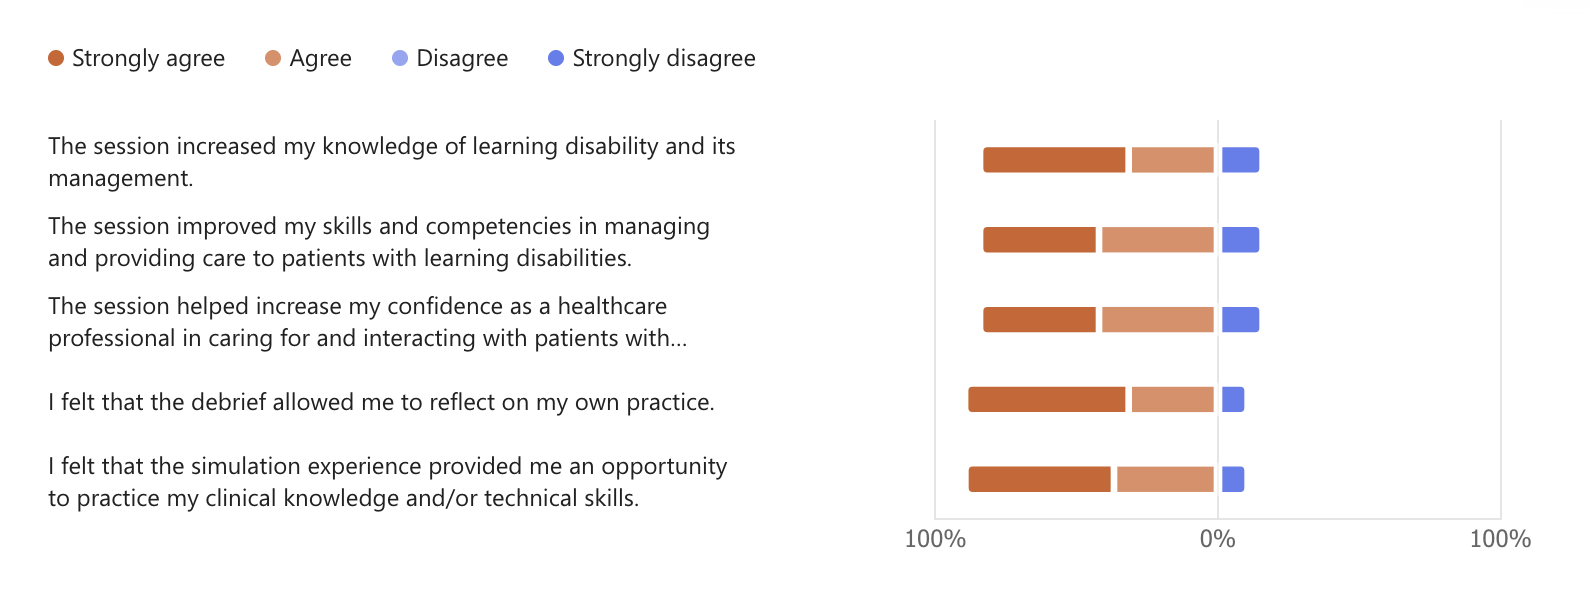 Strongly agree Agree Disagree Strongly disagree
The session increased my knowledge of learning disability and its
management.
The session improved my skills and competencies in managing
and providing care to patients with learning disabilities.
The session helped increase my confidence as a healthcare
professional in caring for and interacting with patients with...
I felt that the debrief allowed me to reflect on my own practice.
I felt that the simulation experience provided me an opportunity
to practice my clinical knowledge and/or technical skills.
100% 0% 100%